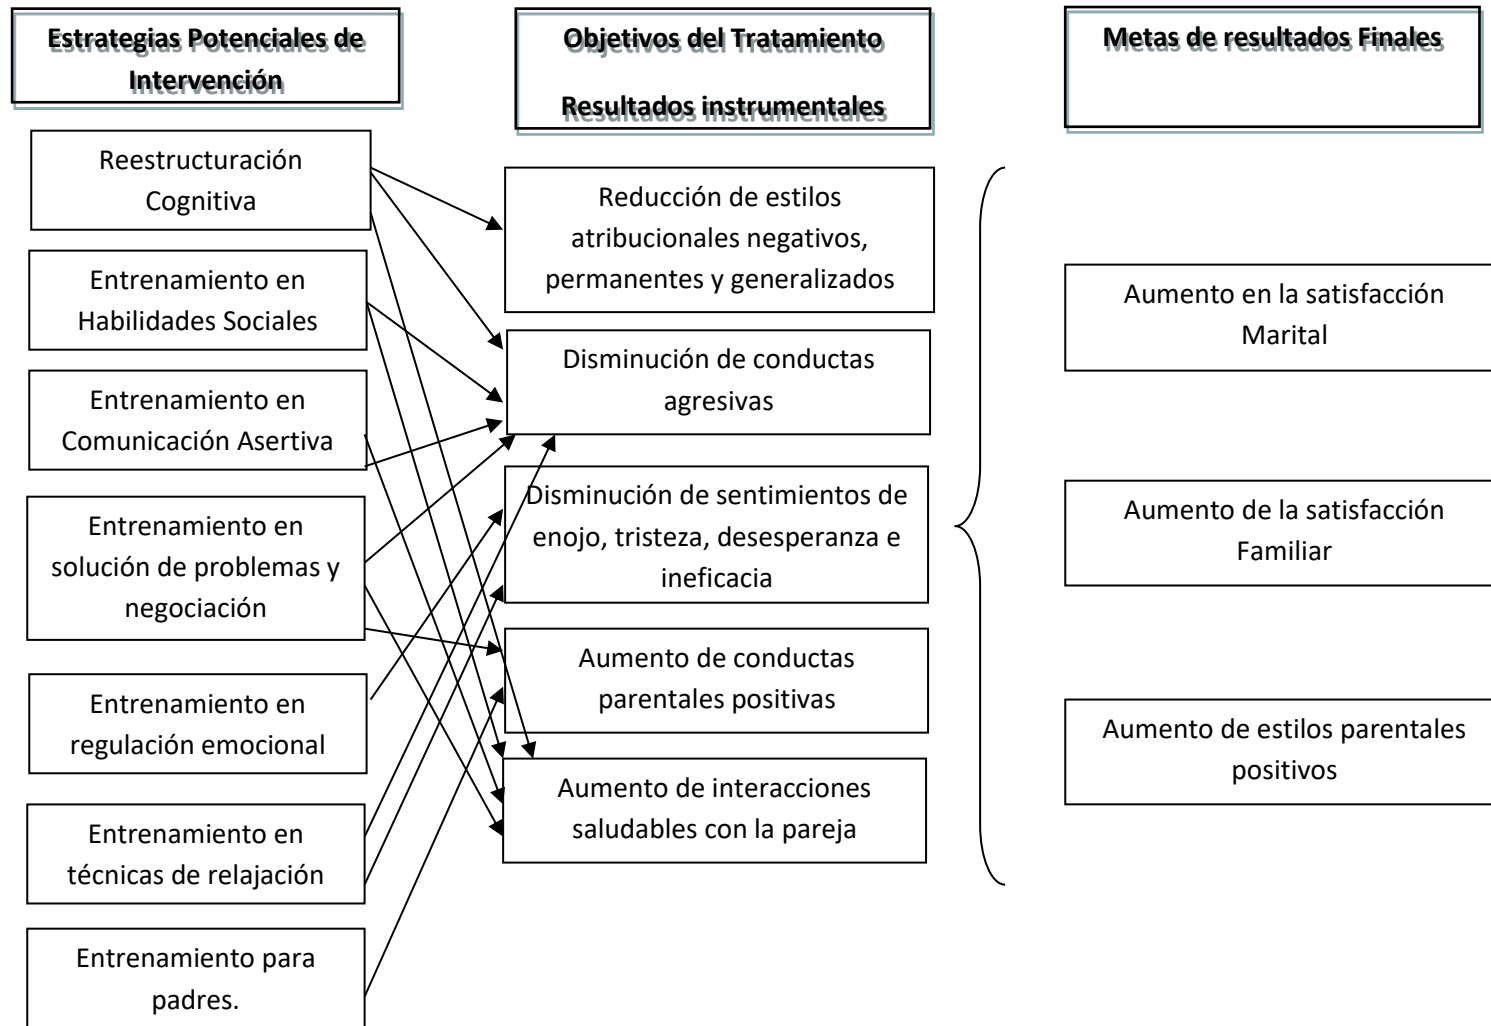 Estrategias Potenciales de
Intervención
Reestructuración
Cognitiva
Entrenamiento en
Habilidades Sociales
Entrenamiento en
Comunicación Asertiva
Entrenamiento en
solución de problemas y
negociación
Entrenamiento en
regulación emocional
Entrenamiento en
técnicas de relajación
Entrenamiento para
padres.
Objetivos del Tratamiento
Resultados instrumentales
Reducción de estilos
atribucionales negativos,
permanentes y generalizados
Disminución de conductas
agresivas
Disminución de sentimientos de
enojo, tristeza, desesperanza e
ineficacia
Aumento de conductas
parentales positivas
Aumento de interacciones
saludables con la pareja
Metas de resultados Finales
Aumento en la satisfacción
Marital
Aumento de la satisfacción
Familiar
Aumento de estilos parentales
positivos